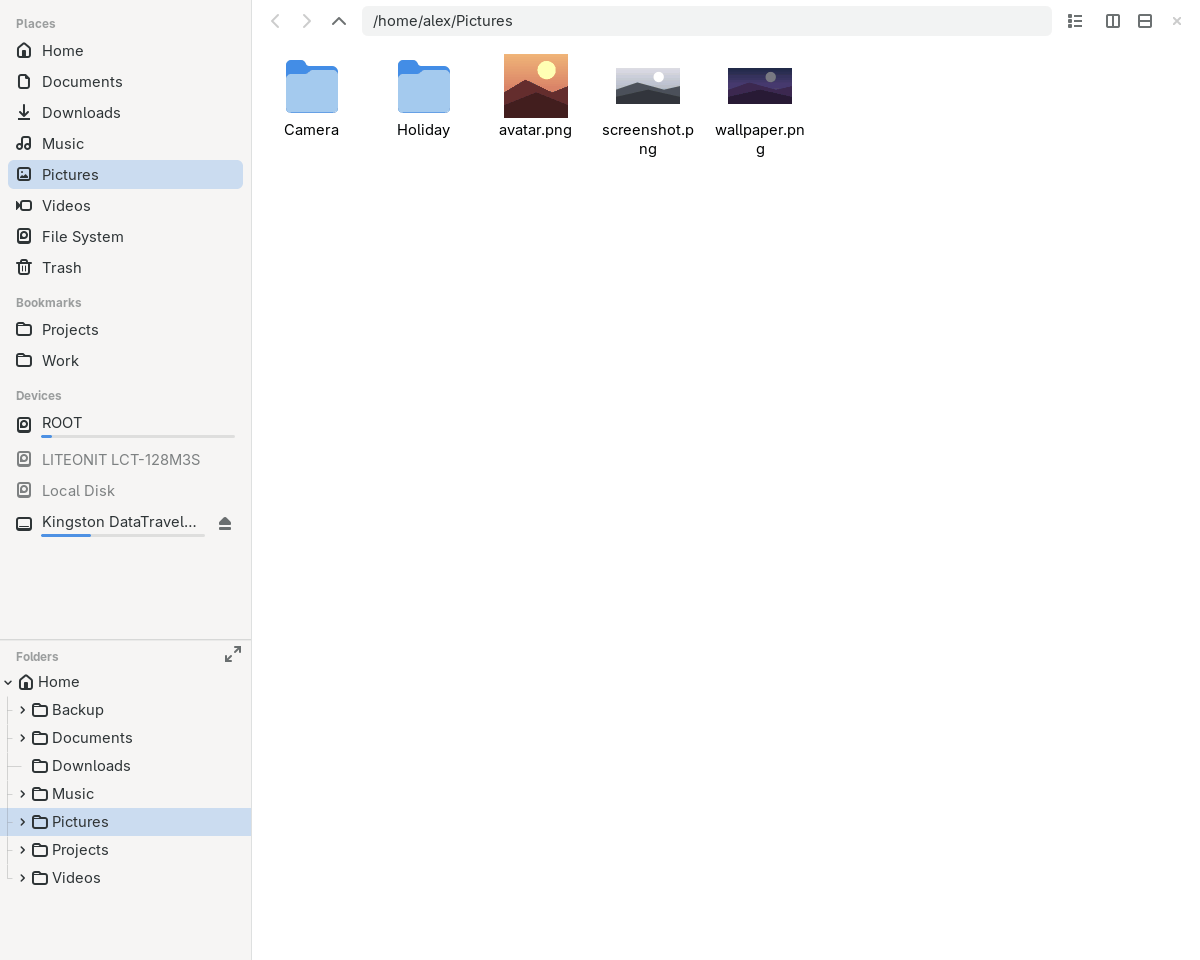 Places
Home
Documents
Downloads
Music
Pictures
Videos
File System
Trash
Bookmarks
Projects
Work
Devices
ROOT
LITEONIT LCT-128M3S
Local Disk
Kingston DataTravel...
Folders
Home
Backup
Documents
Downloads
Music
Pictures
Projects
Videos
/home/alex/Pictures
Camera
Holiday
avatar.png
screenshot.p
ng
wallpaper.pn
g